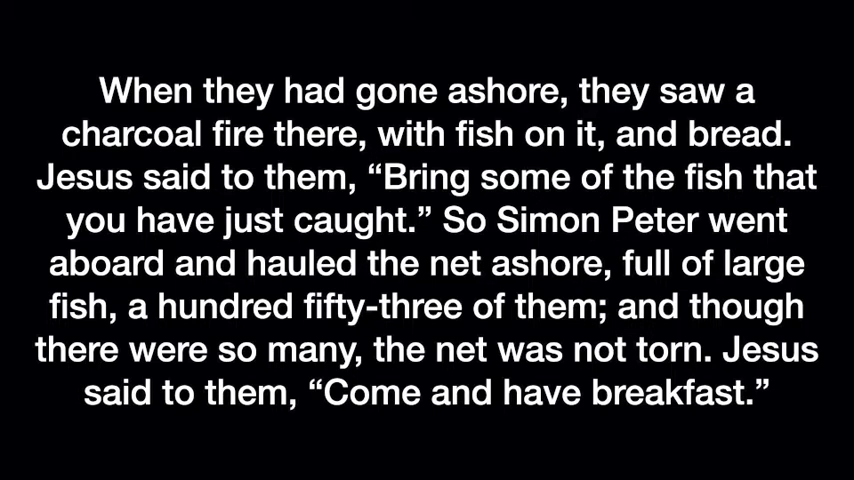 When they had gone ashore, they saw a
charcoal fire there, with fish on it, and bread.
Jesus said to them, “Bring some of the fish that
you have just caught.” So Simon Peter went
aboard and hauled the net ashore, full of large
fish, a hundred fifty-three of them; and though
there were so many, the net was not torn. Jesus
said to them, “Come and have breakfast.”